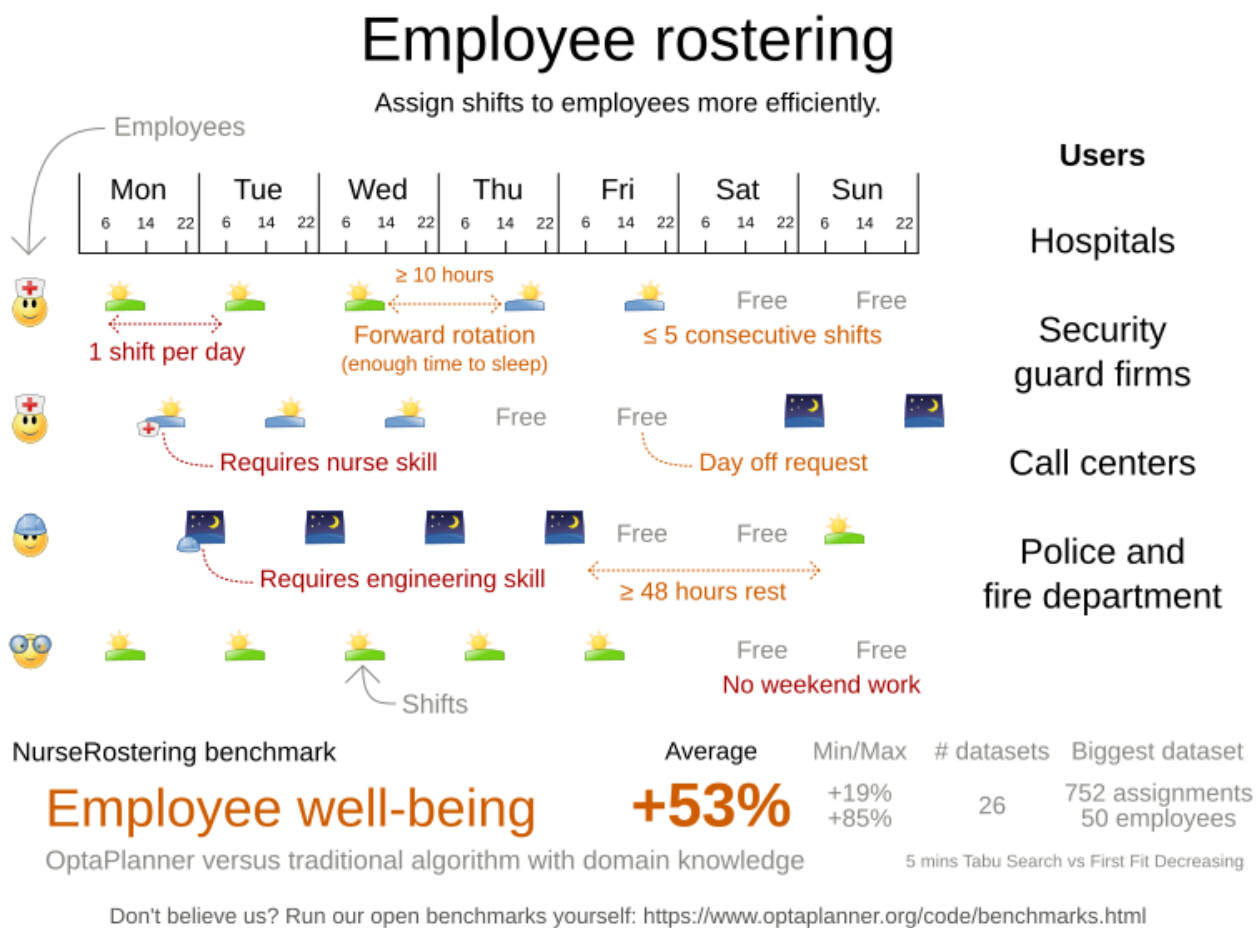 Employee rostering
Assign shifts to employees more efficiently.
Employees
Users
Mon Tue Wed Thu Fri Sat Sun
6 14 22 6 14 22 6 14 22 6 14 22 6 14 22 6 14 22 6 14 22
Hospitals
≥ 10 hours
Free Free
1 shift per day
Forward rotation
(enough time to sleep)
≤ 5 consecutive shifts
Security
guard firms
Free Free
Requires nurse skill
Day off request
Call centers
Free Free
Requires engineering skill
≥ 48 hours rest
Police and
fire department
Free Free
No weekend work
Shifts
NurseRostering benchmark
Average Min/Max # datasets Biggest dataset
Employee well-being
+53%
+19%
+85%
26
752 assignments
50 employees
OptaPlanner versus traditional algorithm with domain knowledge
5 mins Tabu Search vs First Fit Decreasing
Don't believe us? Run our open benchmarks yourself: https://www.optaplanner.org/code/benchmarks.html